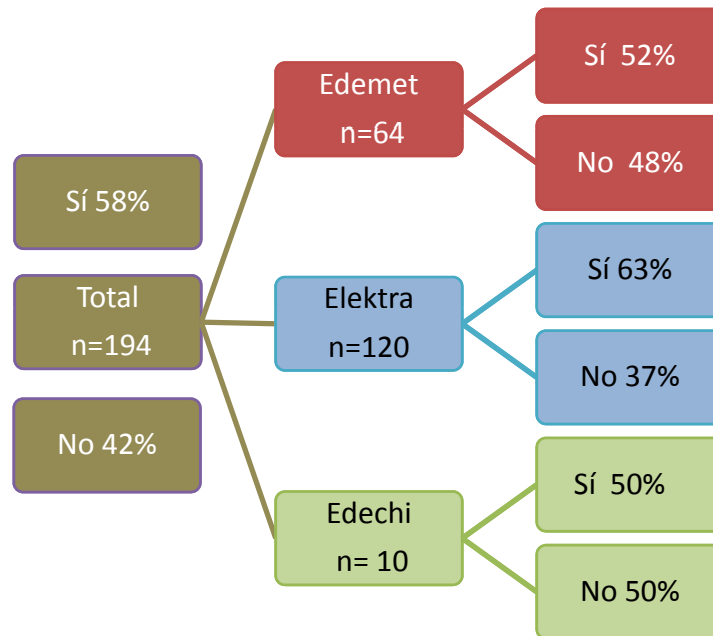 Sí 58%
Total
n=194
No 42%
Edemet
n=64
Sí 52%
No 48%
Elektra
n=120
Sí 63%
No 37%
Edechi
n= 10
Sí 50%
No 50%